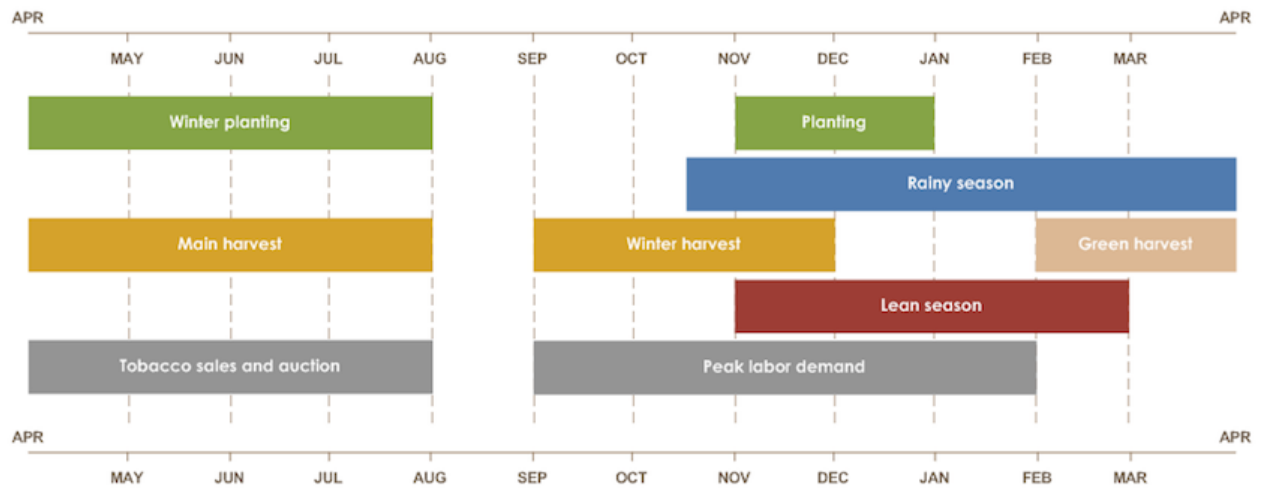 APR APR
MAY JUN JUL AUG SEP OCT NOV DEC JAN FEB MAR
Winter planting Planting
Rainy season
Main harvest Winter harvest Green harvest
Lean season
Tobacco sales and auction Peak labor demand
APR APR
MAY JUN JUL AUG SEP OCT NOV DEC JAN FEB MAR